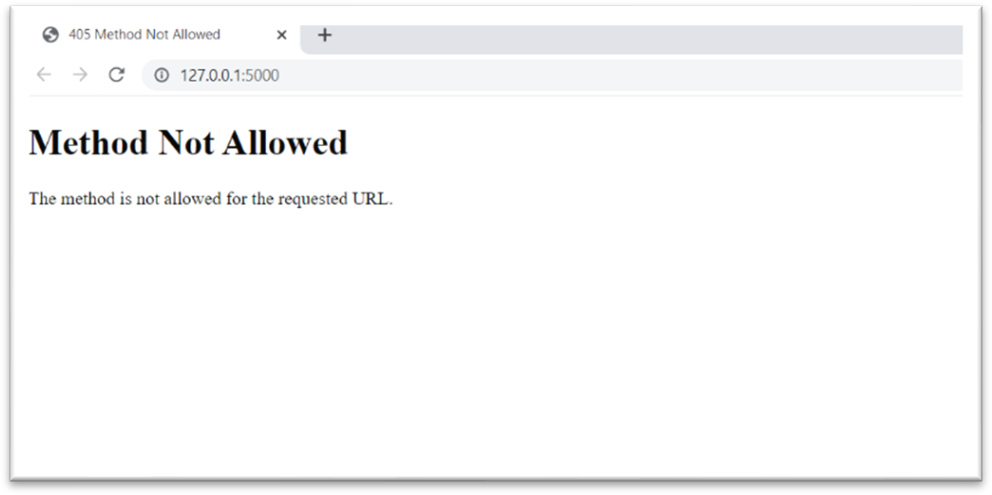 405 Method Not Allowed
127.0.0.1:5000
Method Not Allowed
The method is not allowed for the requested URL.